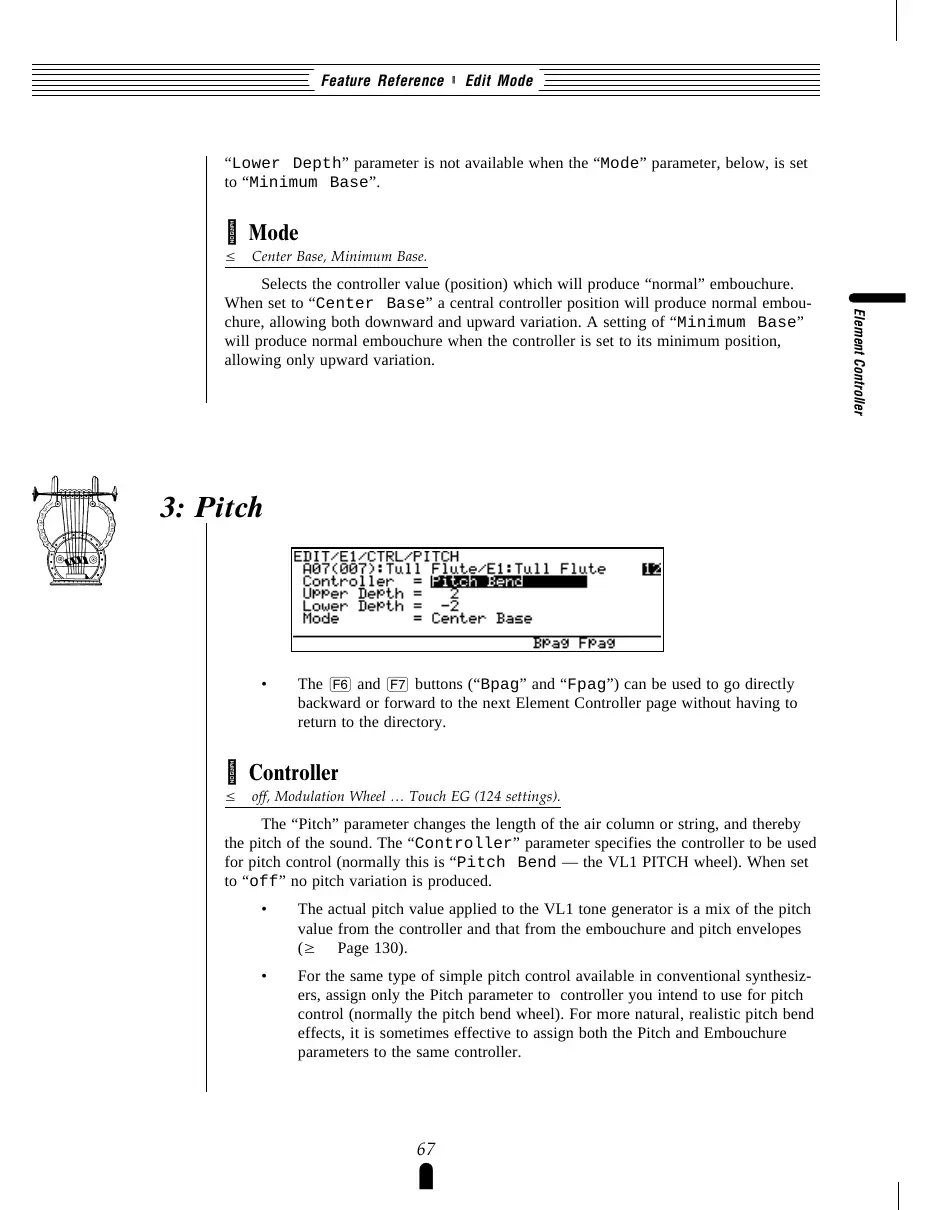 Feature Reference Edit Mode
“Lower Depth” parameter is not available when the “Mode” parameter, below, is set
to “Minimum Base”.
Mode
≤ Center Base, Minimum Base.
Selects the controller value (position) which will produce “normal” embouchure.
When set to “Center Base” a central controller position will produce normal embou-
chure, allowing both downward and upward variation. A setting of “Minimum Base”
will produce normal embouchure when the controller is set to its minimum position,
allowing only upward variation.
Element Controller
3: Pitch
EDIT/E1/CTRL/PITCH
A07(007):Tull Flute/E1:Tull Flute 12
Controller = Pitch Bend
Upper Depth = 2
Lower Depth = -2
Mode = Center Base
Bpag Fpag
• The F6 and F7 buttons (“Bpag” and “Fpag”) can be used to go directly
backward or forward to the next Element Controller page without having to
return to the directory.
Controller
≤ off, Modulation Wheel … Touch EG (124 settings).
The “Pitch” parameter changes the length of the air column or string, and thereby
the pitch of the sound. The “Controller” parameter specifies the controller to be used
for pitch control (normally this is “Pitch Bend — the VL1 PITCH wheel). When set
to “off” no pitch variation is produced.
• The actual pitch value applied to the VL1 tone generator is a mix of the pitch
value from the controller and that from the embouchure and pitch envelopes
(≥ Page 130).
• For the same type of simple pitch control available in conventional synthesiz-
ers, assign only the Pitch parameter to controller you intend to use for pitch
control (normally the pitch bend wheel). For more natural, realistic pitch bend
effects, it is sometimes effective to assign both the Pitch and Embouchure
parameters to the same controller.
67